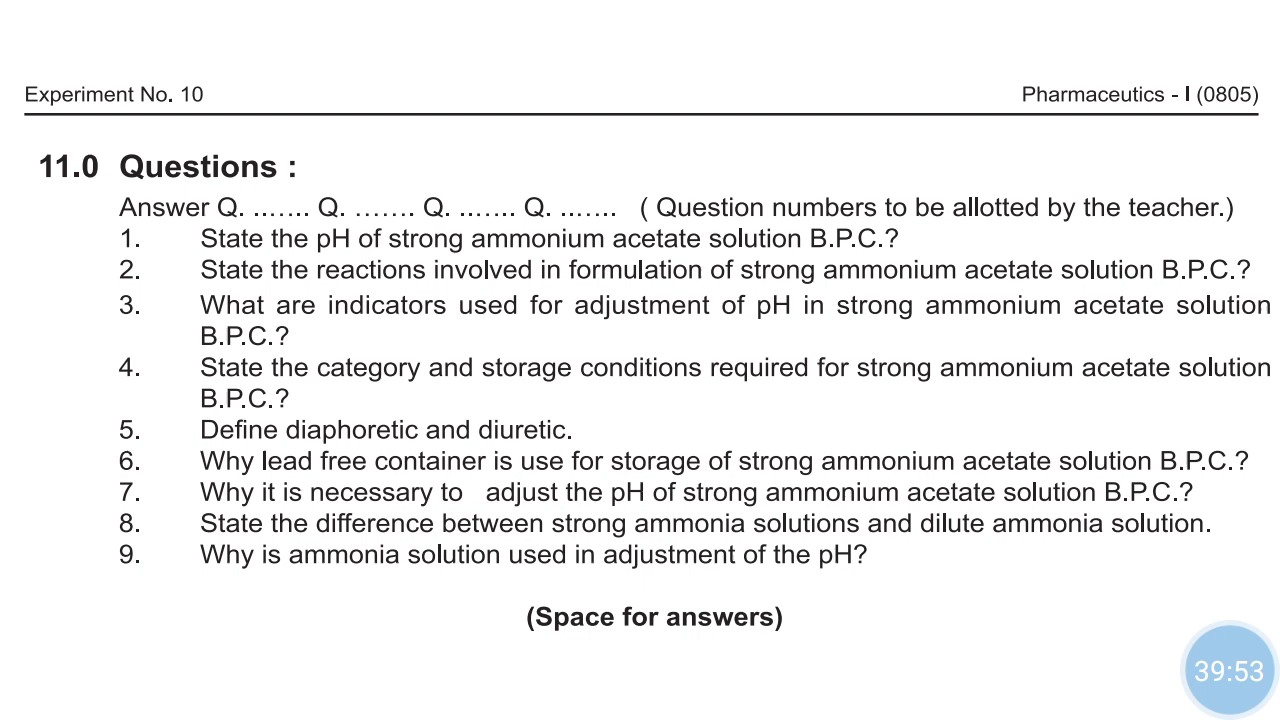 Experiment No. 10 Pharmaceutics - I (0805)
11.0 Questions :
Answer Q. ..…... Q. ……. Q. ..….. Q. ..….. ( Question numbers to be allotted by the teacher.)
1. State the pH of strong ammonium acetate solution B.P.C.?
2. State the reactions involved in formulation of strong ammonium acetate solution B.P.C.?
3. What are indicators used for adjustment of pH in strong ammonium acetate solution
B.P.C.?
4. State the category and storage conditions required for strong ammonium acetate solution
B.P.C.?
5. Define diaphoretic and diuretic.
6. Why lead free container is use for storage of strong ammonium acetate solution B.P.C.?
7. Why it is necessary to adjust the pH of strong ammonium acetate solution B.P.C.?
8. State the difference between strong ammonia solutions and dilute ammonia solution.
9. Why is ammonia solution used in adjustment of the pH?
(Space for answers)
39:53